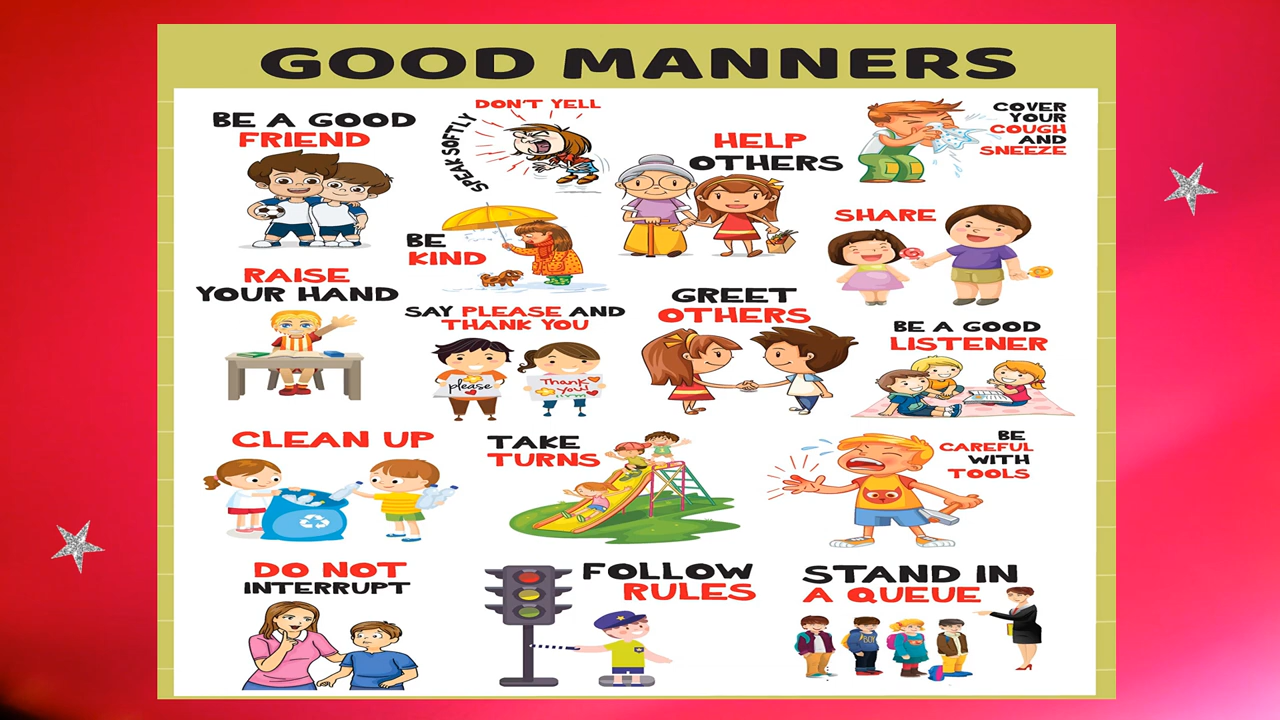 GOOD MANNERS
BE A GOOD
FRIEND
DON'T YELL
SPEAK SOFTLY
HELP
OTHERS
COVER
YOUR
COUGH
AND
SNEEZE
BE
KIND
SHARE
RAISE
YOUR HAND
SAY PLEASE AND
THANK YOU
please
Thank
you!
GREET
OTHERS
BE A GOOD
LISTENER
CLEAN UP
TAKE
TURNS
BE
CAREFUL
WITH
TOOLS
DO NOT
INTERRUPT
FOLLOW
RULES
STAND IN
A QUEUE
BOY